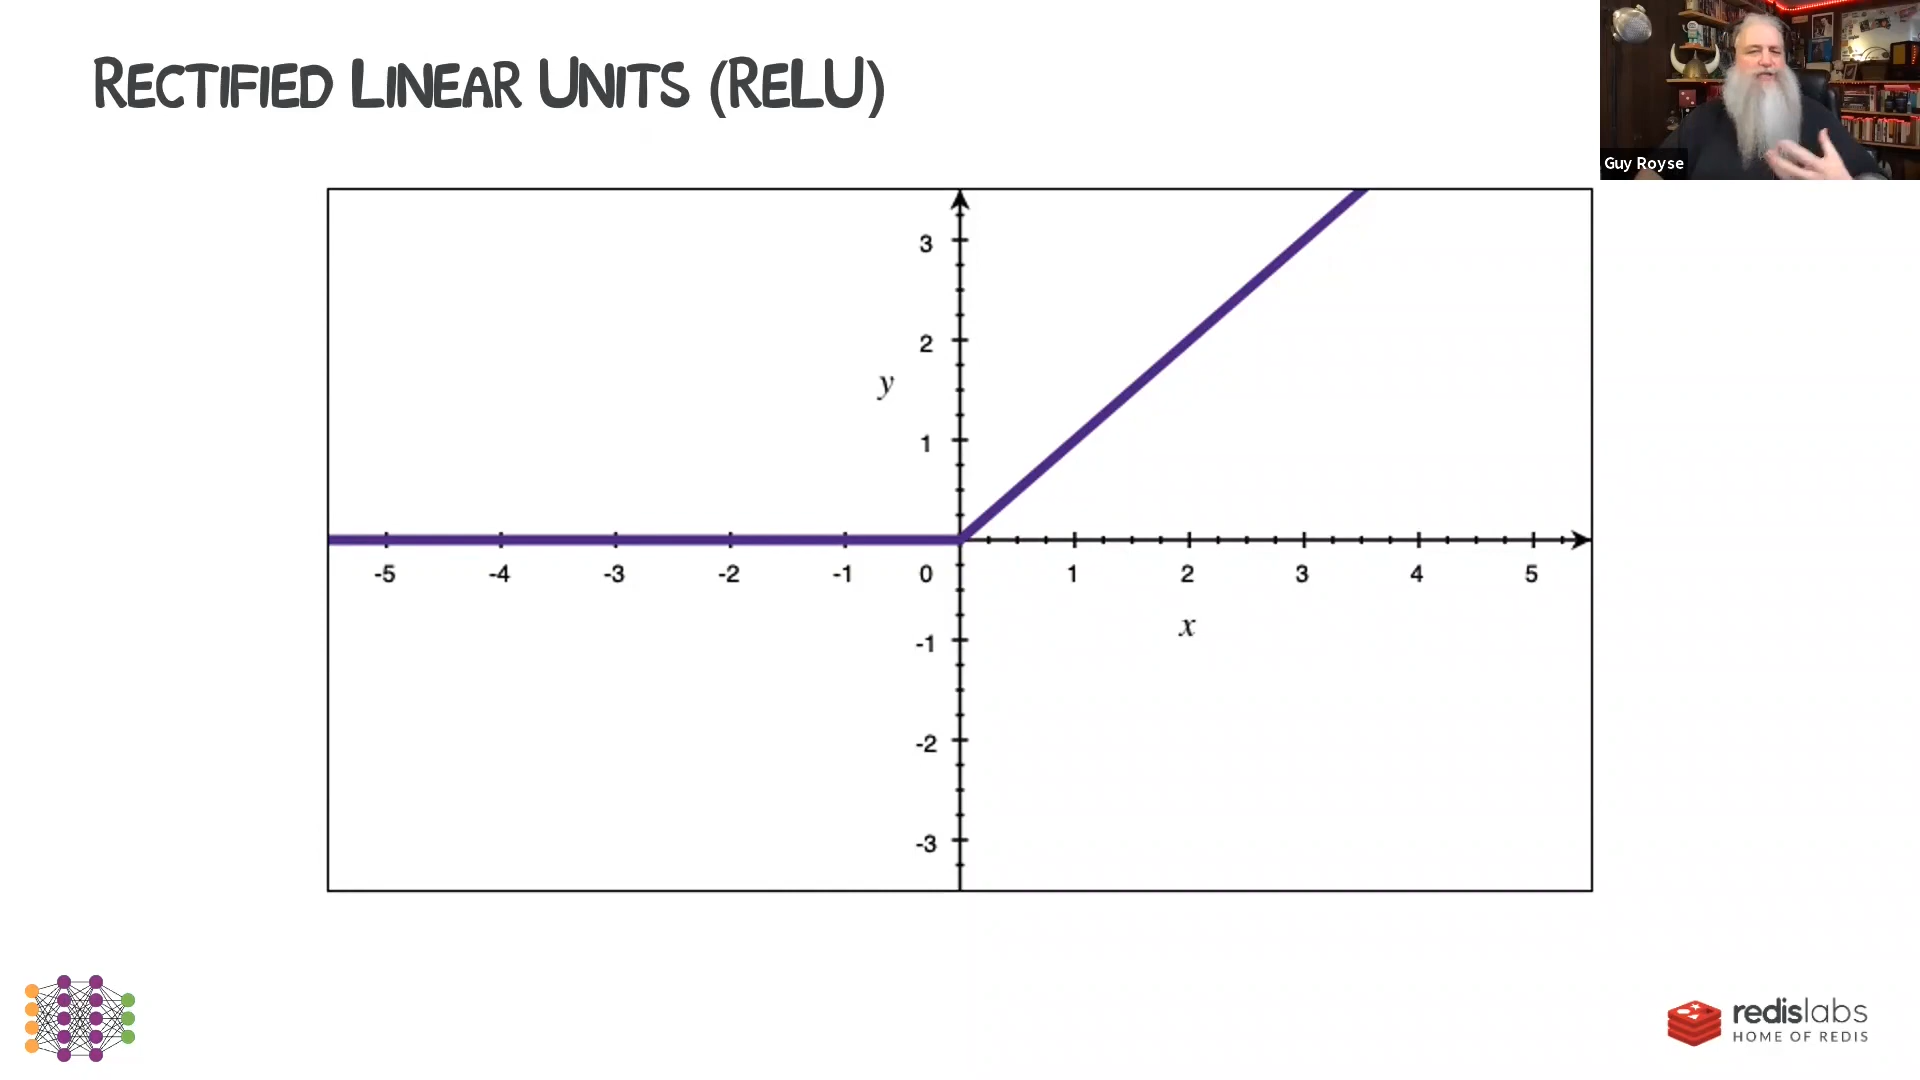 RECTIFIED LINEAR UNITS (RELU)
Guy Royse
3
2
y
1
-5 -4 -3 -2 -1 0 1 2 3 4 5
x
-1
-2
-3
redislabs
HOME OF REDIS